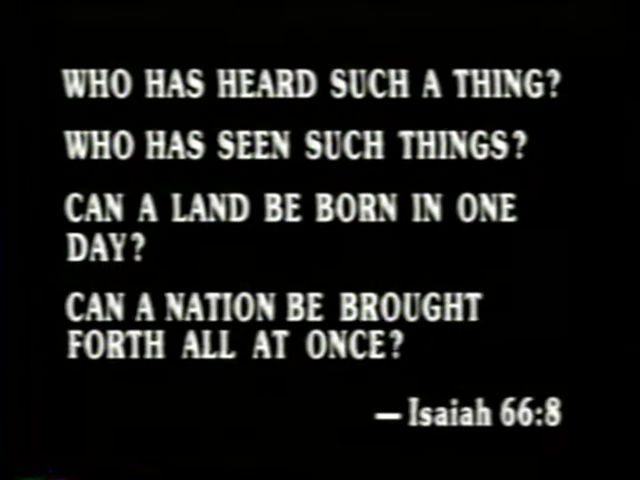 WHO HAS HEARD SUCH A THING?
WHO HAS SEEN SUCH THINGS?
CAN A LAND BE BORN IN ONE
DAY?
CAN A NATION BE BROUGHT
FORTH ALL AT ONCE?
— Isaiah 66:8